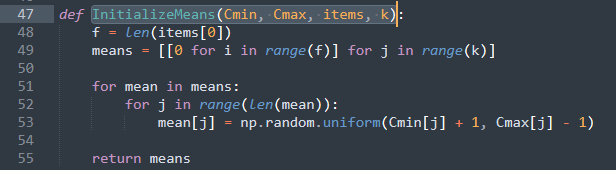 47 def InitializeMeans(Cmin, Cmax, items, k):
48     f = len(items[0])
49     means = [[0 for i in range(f)] for j in range(k)]
50
51     for mean in means:
52         for j in range(len(mean)):
53             mean[j] = np.random.uniform(Cmin[j] + 1, Cmax[j] - 1)
54
55     return means